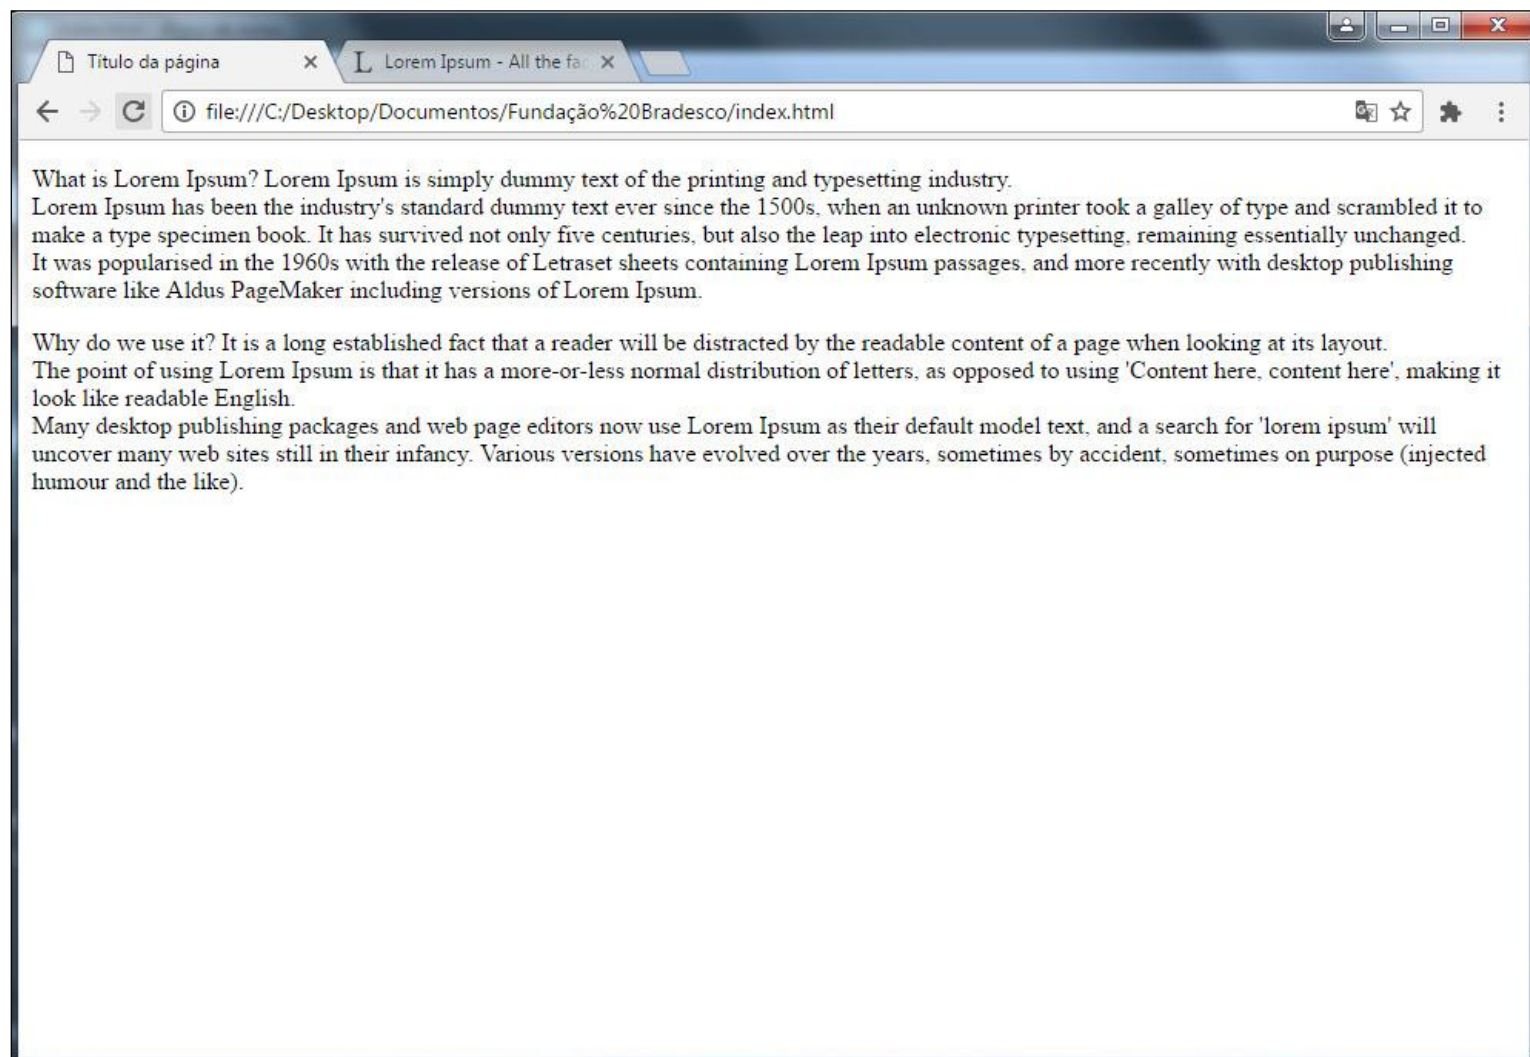 Título da página
Lorem Ipsum - All the fac
file:///C:/Desktop/Documentos/Fundação%20Bradesco/index.html
What is Lorem Ipsum? Lorem Ipsum is simply dummy text of the printing and typesetting industry.
Lorem Ipsum has been the industry's standard dummy text ever since the 1500s, when an unknown printer took a galley of type and scrambled it to
make a type specimen book. It has survived not only five centuries, but also the leap into electronic typesetting, remaining essentially unchanged.
It was popularised in the 1960s with the release of Letraset sheets containing Lorem Ipsum passages, and more recently with desktop publishing
software like Aldus PageMaker including versions of Lorem Ipsum.
Why do we use it? It is a long established fact that a reader will be distracted by the readable content of a page when looking at its layout.
The point of using Lorem Ipsum is that it has a more-or-less normal distribution of letters, as opposed to using 'Content here, content here', making it
look like readable English.
Many desktop publishing packages and web page editors now use Lorem Ipsum as their default model text, and a search for 'lorem ipsum' will
uncover many web sites still in their infancy. Various versions have evolved over the years, sometimes by accident, sometimes on purpose (injected
humour and the like).